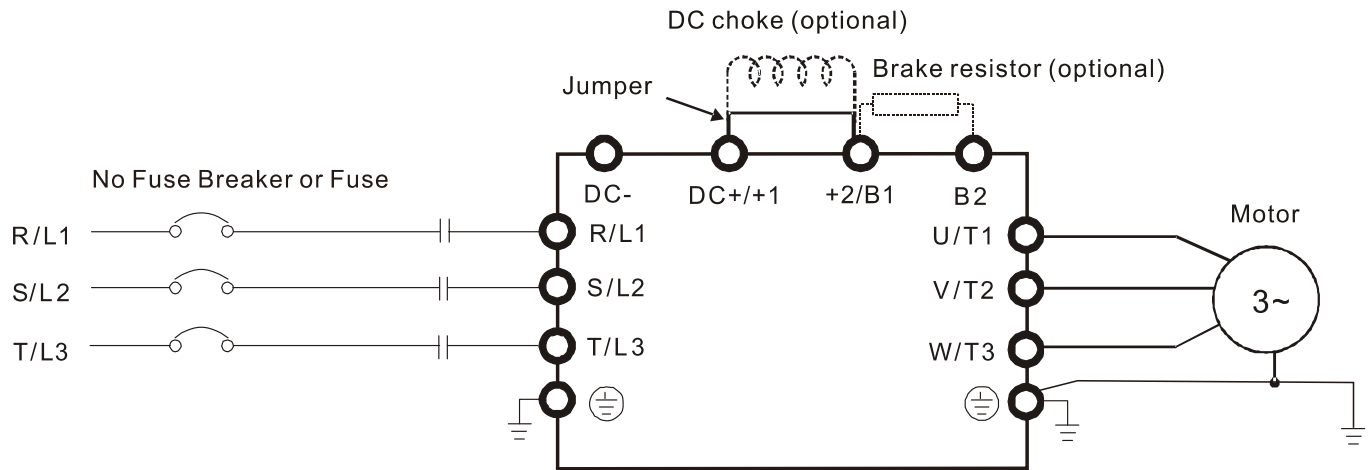 DC choke (optional)
Jumper
Brake resistor (optional)
No Fuse Breaker or Fuse
DC-
DC+/+1
+2/B1
B2
Motor
R/L1
R/L1
U/T1
S/L2
S/L2
V/T2
3~
T/L3
T/L3
W/T3